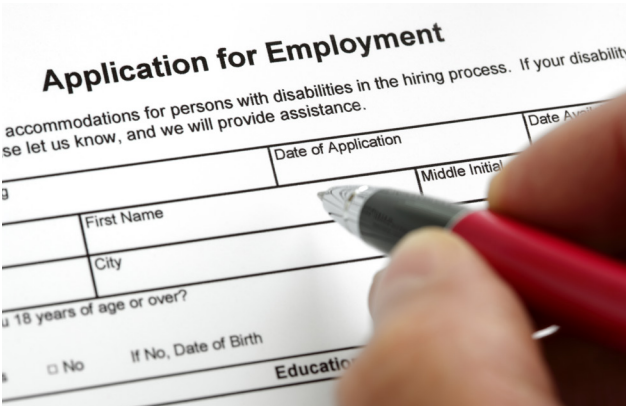 Application for Employment
accommodations for persons with disabilities in the hiring process. If your disability
let us know, and we will provide assistance.
Date of Application
Date
Middle Initial
First Name
City
18 years of age or over?
No If No, Date of Birth